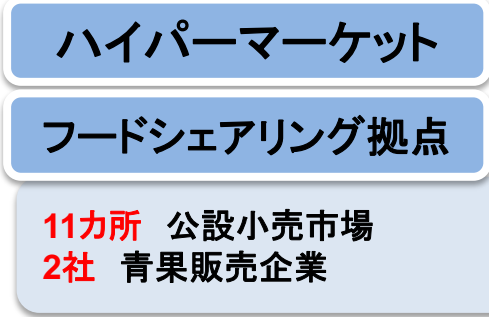 ハイパーマーケット
フードシェアリング拠点
11カ所　公設小売市場
2社　青果販売企業